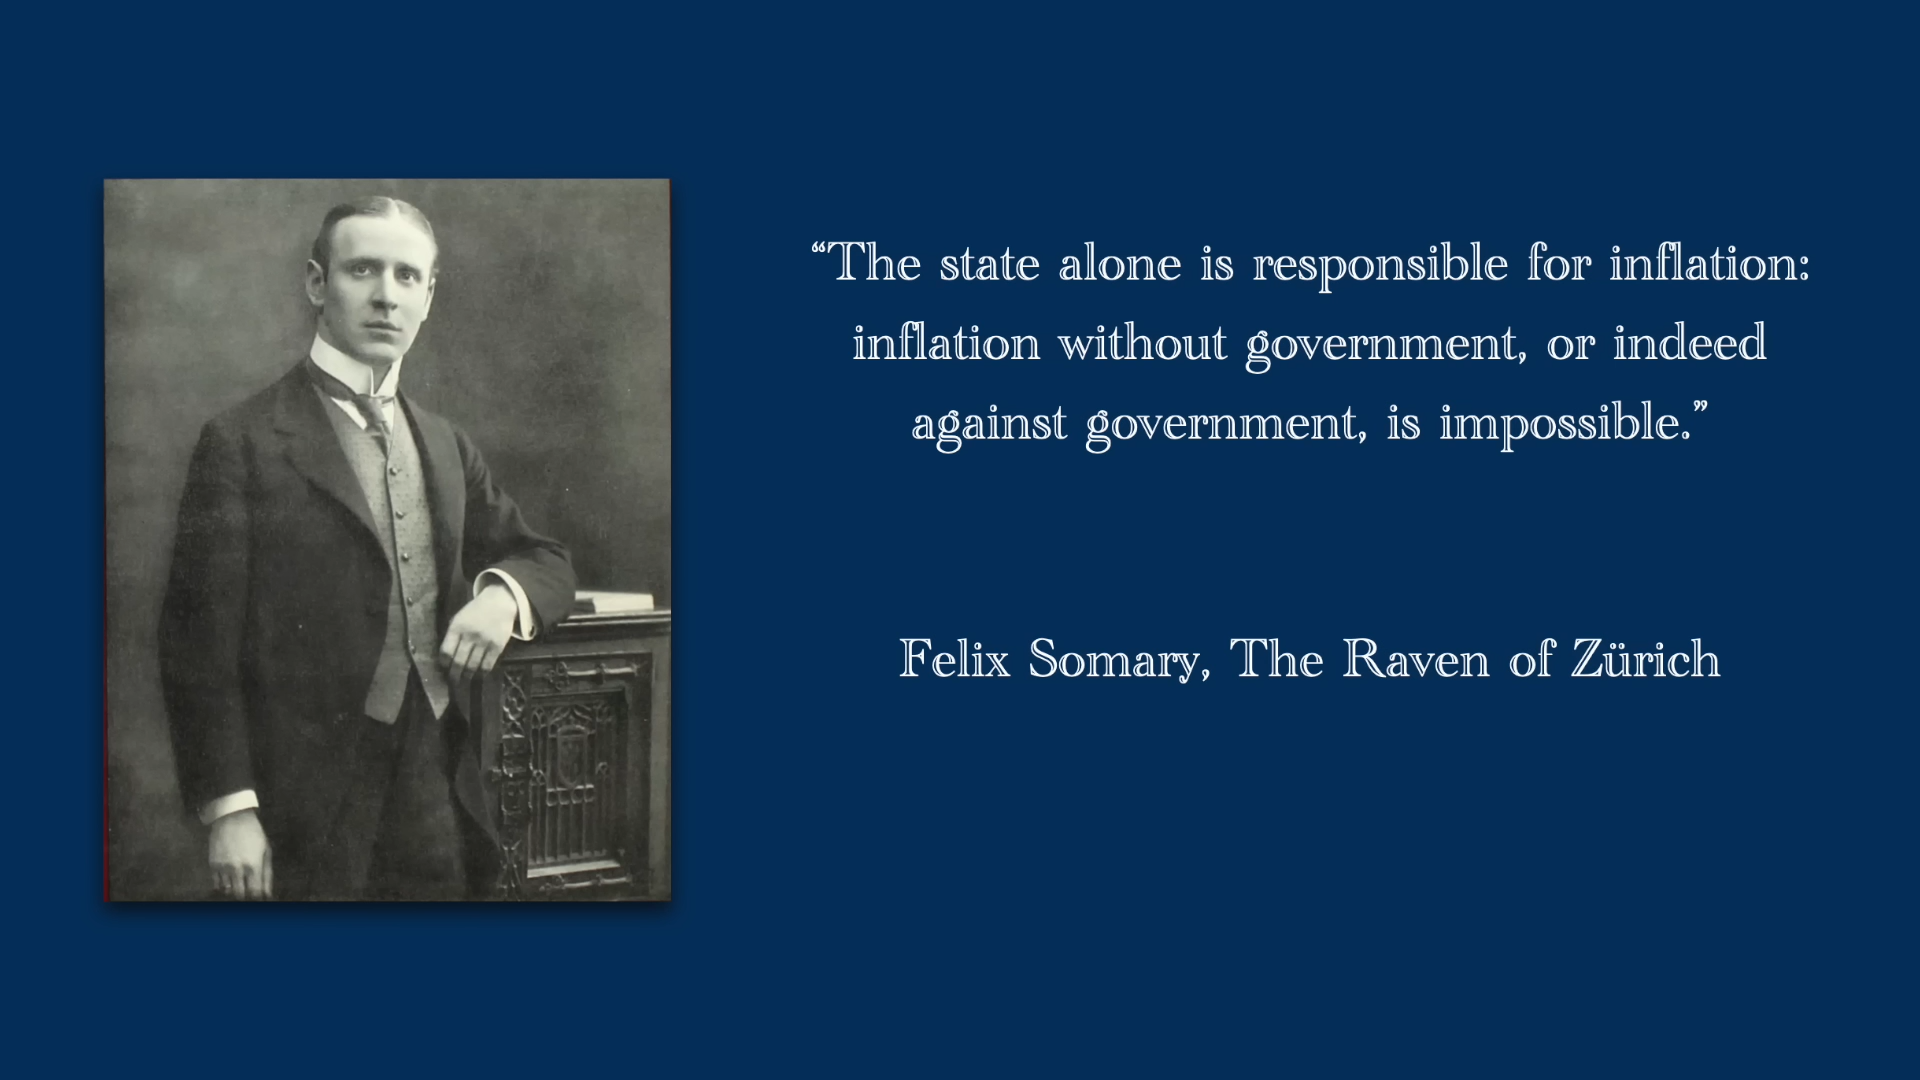 “The state alone is responsible for inflation:
inflation without government, or indeed
against government, is impossible.”
Felix Somary, The Raven of Zürich